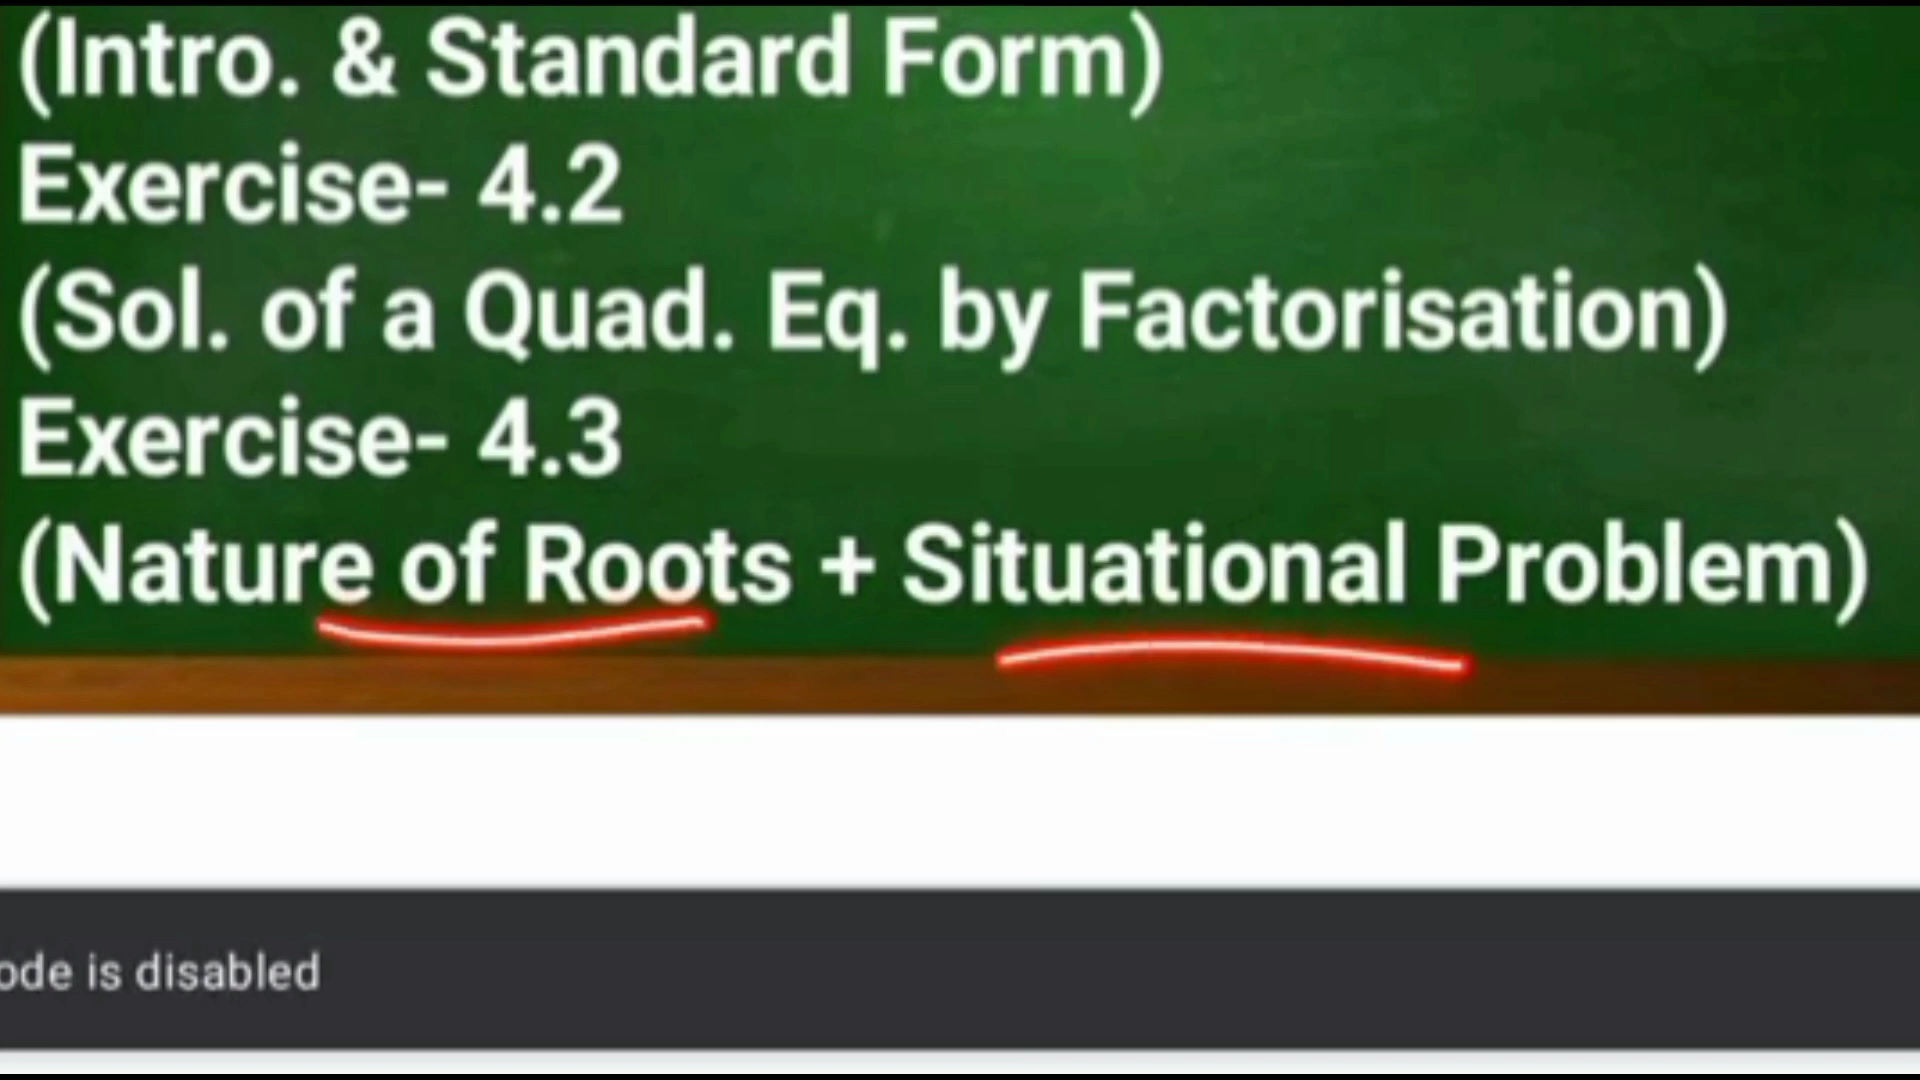 (Intro. & Standard Form)
Exercise- 4.2
(Sol. of a Quad. Eq. by Factorisation)
Exercise- 4.3
(Nature of Roots + Situational Problem)
ode is disabled